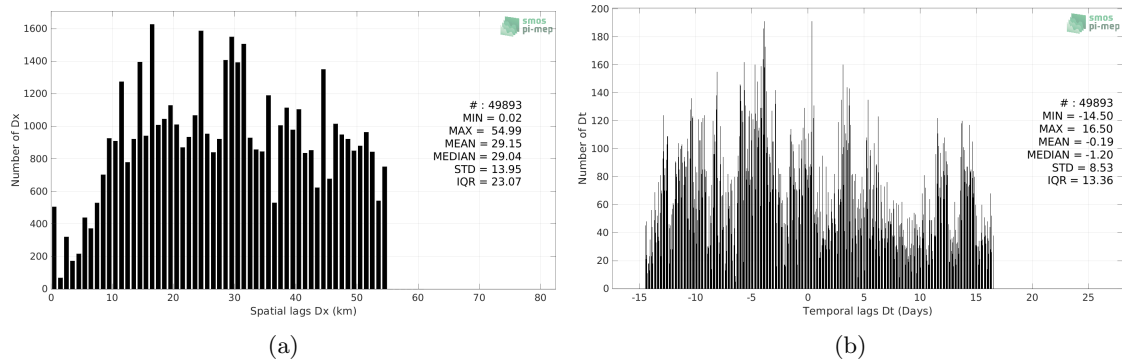 1600
1400
1200
1000
800
600
400
200
0
Number of Dx
smos
pi-mep
# : 49893
MIN = 0.02
MAX = 54.99
MEAN = 29.15
MEDIAN = 29.04
STD = 13.95
IQR = 23.07
0 10 20 30 40 50 60 70 80
Spatial lags Dx (km)
(a)
200
180
160
140
120
100
80
60
40
20
0
Number of Dt
smos
pi-mep
# : 49893
MIN = -14.50
MAX = 16.50
MEAN = -0.19
MEDIAN = -1.20
STD = 8.53
IQR = 13.36
-15 -10 -5 0 5 10 15 20 25
Temporal lags Dt (Days)
(b)